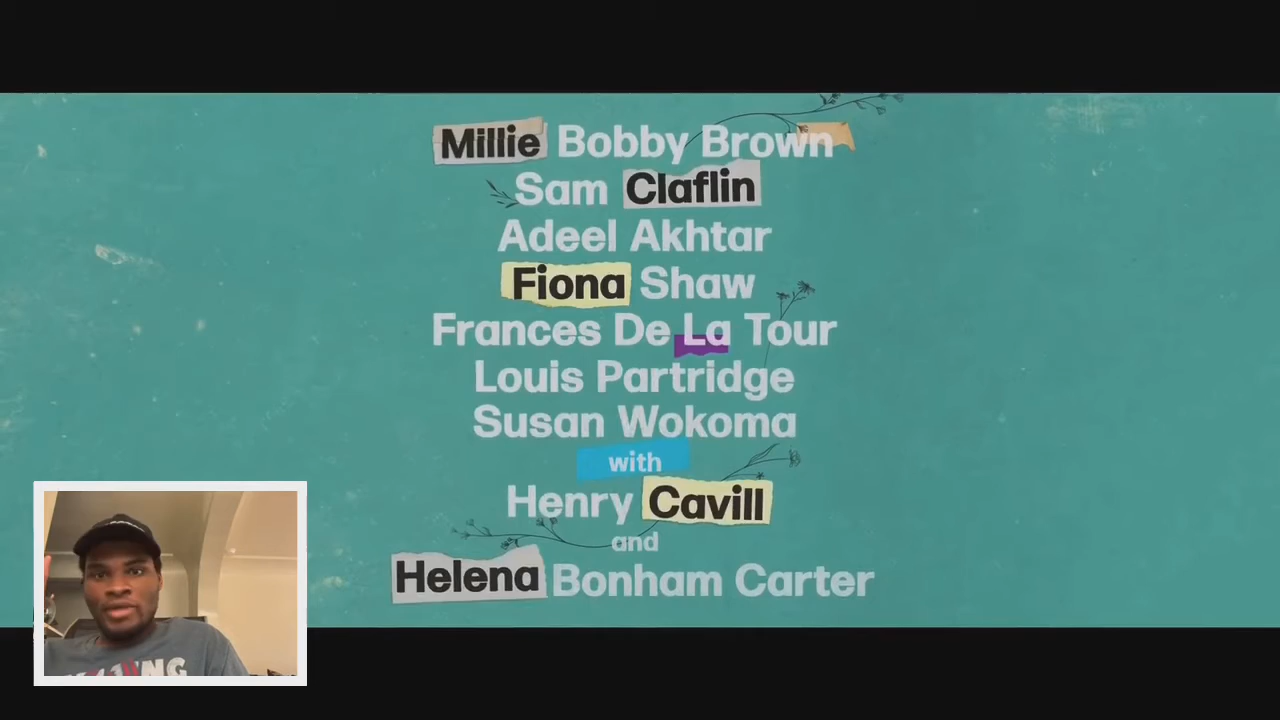 Millie Bobby Brown
Sam Claflin
Adeel Akhtar
Fiona Shaw
Frances De La Tour
Louis Partridge
Susan Wokoma
with
Henry Cavill
and
Helena Bonham Carter